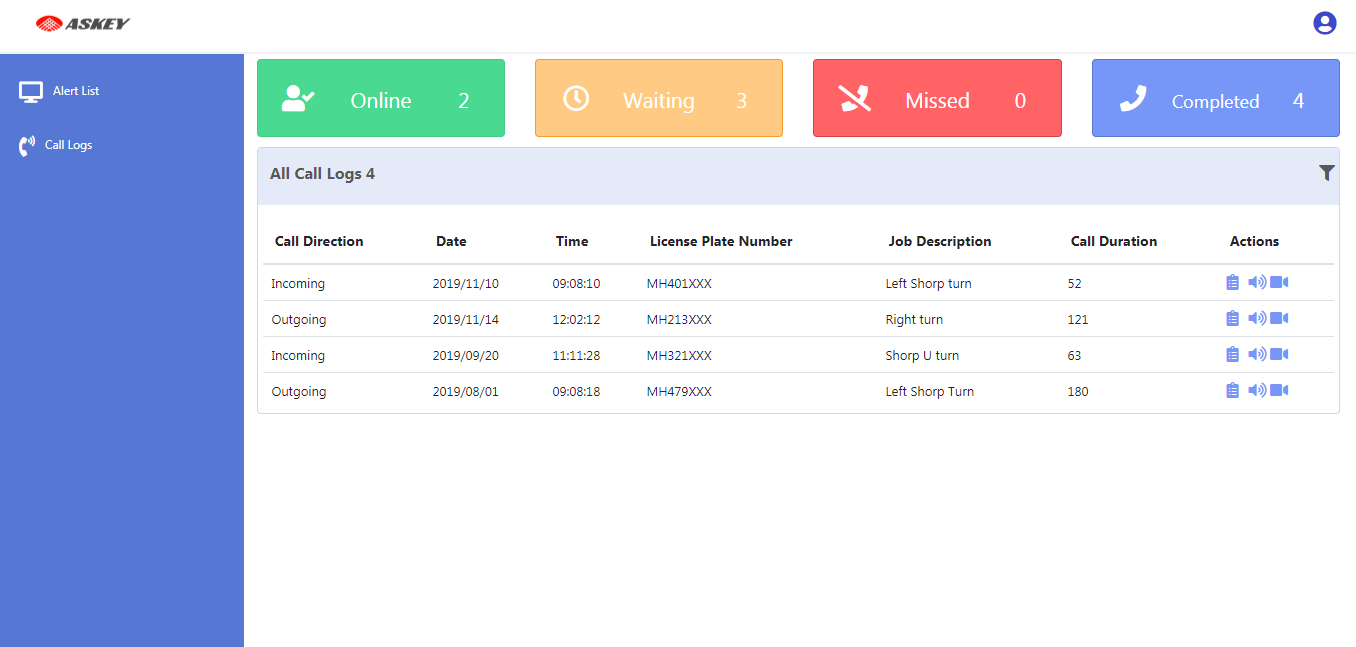 ASKEY
Alert List
Call Logs
Online 2
Waiting 3
Missed 0
Completed 4
All Call Logs 4
Call Direction Date Time License Plate Number Job Description Call Duration Actions
Incoming 2019/11/10 09:08:10 MH401XXX Left Shorp turn 52
Outgoing 2019/11/14 12:02:12 MH213XXX Right turn 121
Incoming 2019/09/20 11:11:28 MH321XXX Shorp U turn 63
Outgoing 2019/08/01 09:08:18 MH479XXX Left Shorp Turn 180